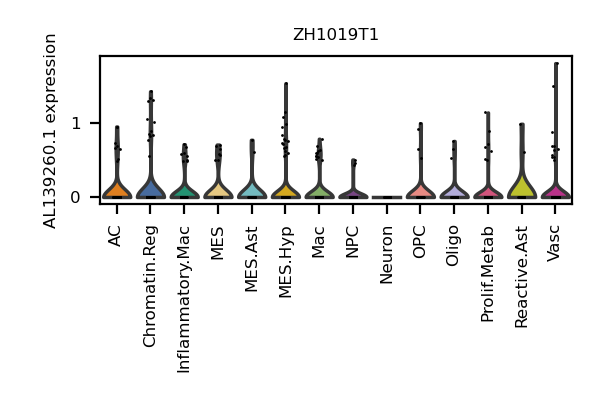 ZH1019T1
AL139260.1 expression
1
0
AC
Chromatin.Reg
Inflammatory.Mac
MES
MES.Ast
MES.Hyp
Mac
NPC
Neuron
OPC
Oligo
Prolif.Metab
Reactive.Ast
Vasc